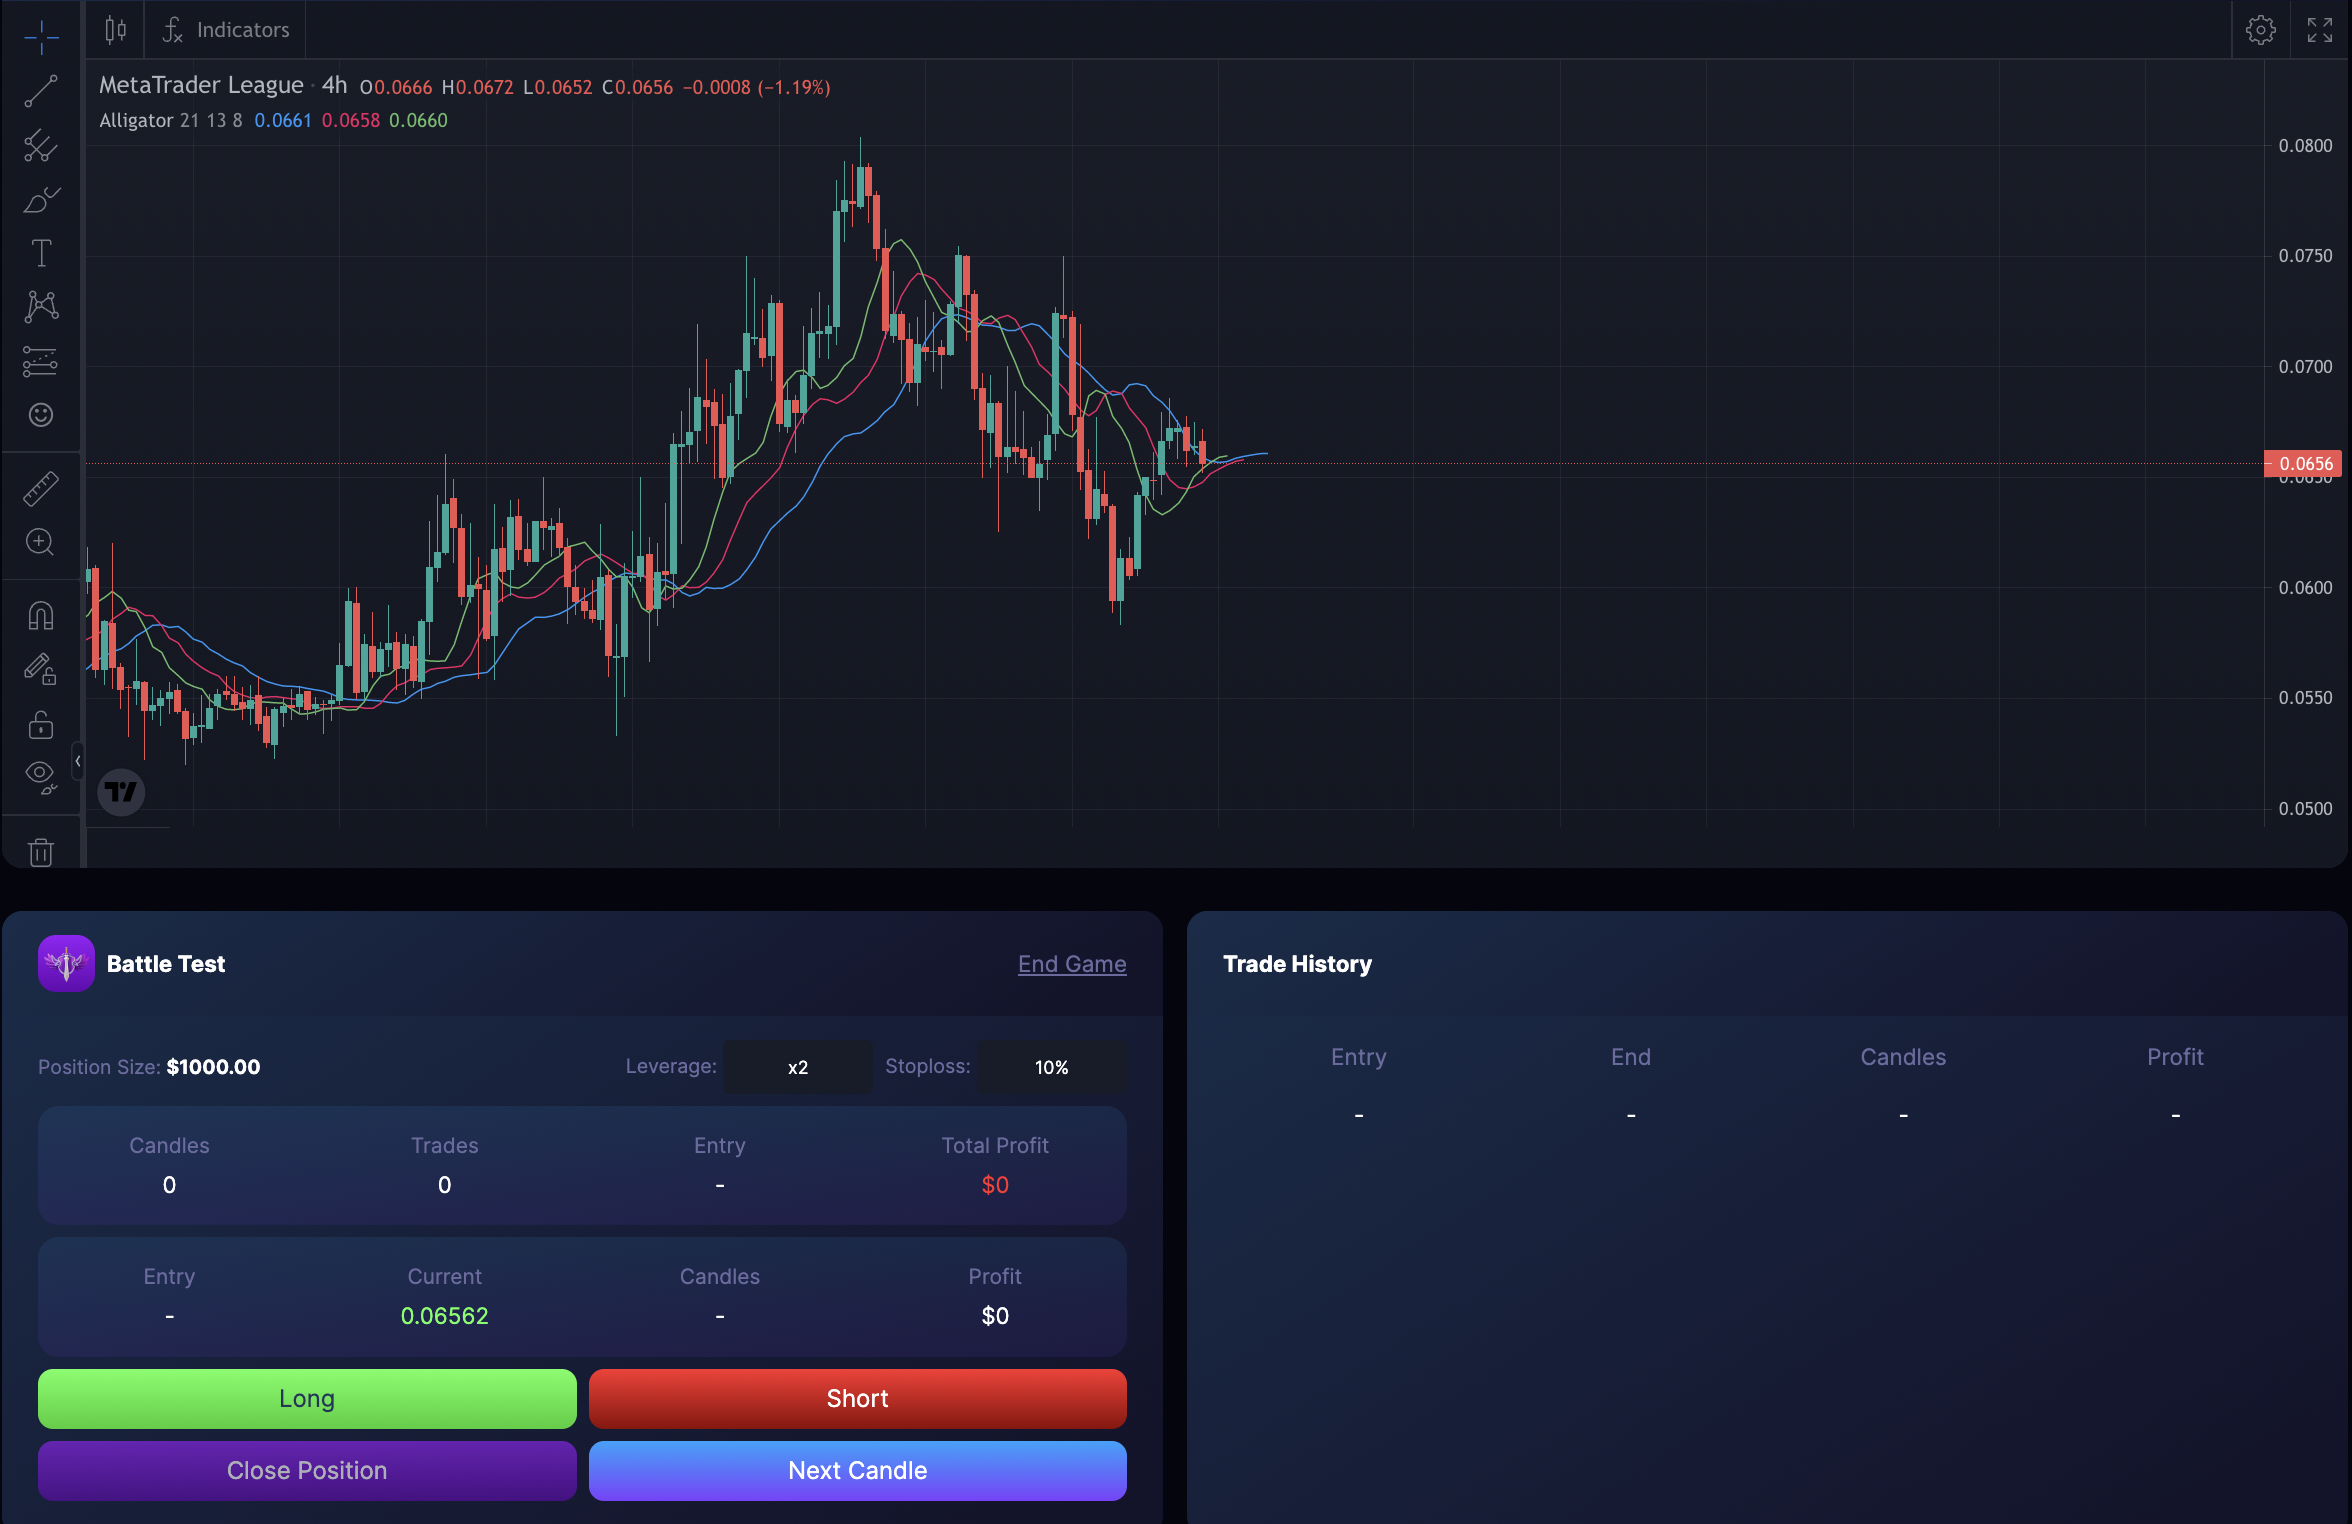 Indicators
MetaTrader League · 4h O0.0666 H0.0672 L0.0652 C0.0656 −0.0008 (−1.19%)
Alligator 21 13 8 0.0661 0.0658 0.0660
0.0800
0.0750
0.0700
0.0656
0.0650
0.0600
0.0550
0.0500
Battle Test
End Game
Position Size: $1000.00
Leverage: x2 Stoploss: 10%
Candles Trades Entry Total Profit
0 0 - $0
Entry Current Candles Profit
- 0.06562 - $0
Long Short
Close Position Next Candle
Trade History
Entry End Candles Profit
- - - -